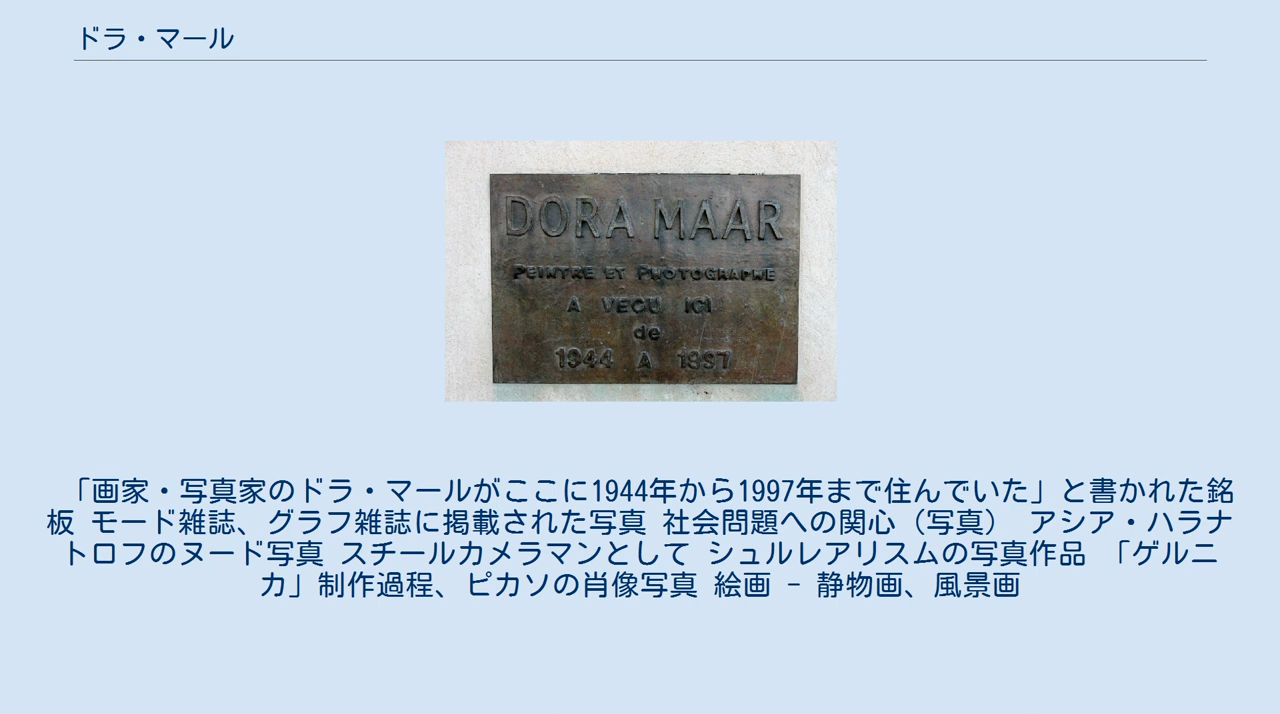 ドラ・マール
DORA MAAR
PEINTRE ET PHOTOGRAPHE
A VECU ICI
de
1944 A 1997
「画家・写真家のドラ・マールがここに1944年から1997年まで住んでいた」と書かれた銘
板 モード雑誌、グラフ雑誌に掲載された写真 社会問題への関心（写真） アシア・ハラナ
トロフのヌード写真 スチールカメラマンとして シュルレアリスムの写真作品 「ゲルニ
カ」制作過程、ピカソの肖像写真 絵画 － 静物画、風景画